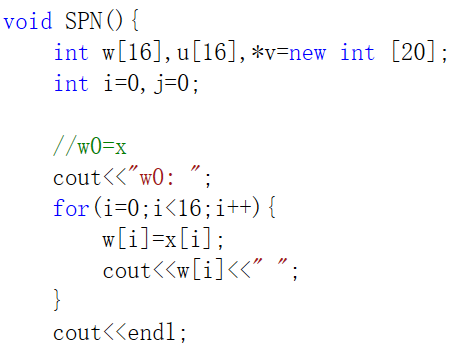 void SPN(){
    int w[16],u[16],*v=new int [20];
    int i=0,j=0;
    //w0=x
    cout<<"w0: ";
    for(i=0;i<16;i++){
        w[i]=x[i];
        cout<<w[i]<<" ";
    }
    cout<<endl;